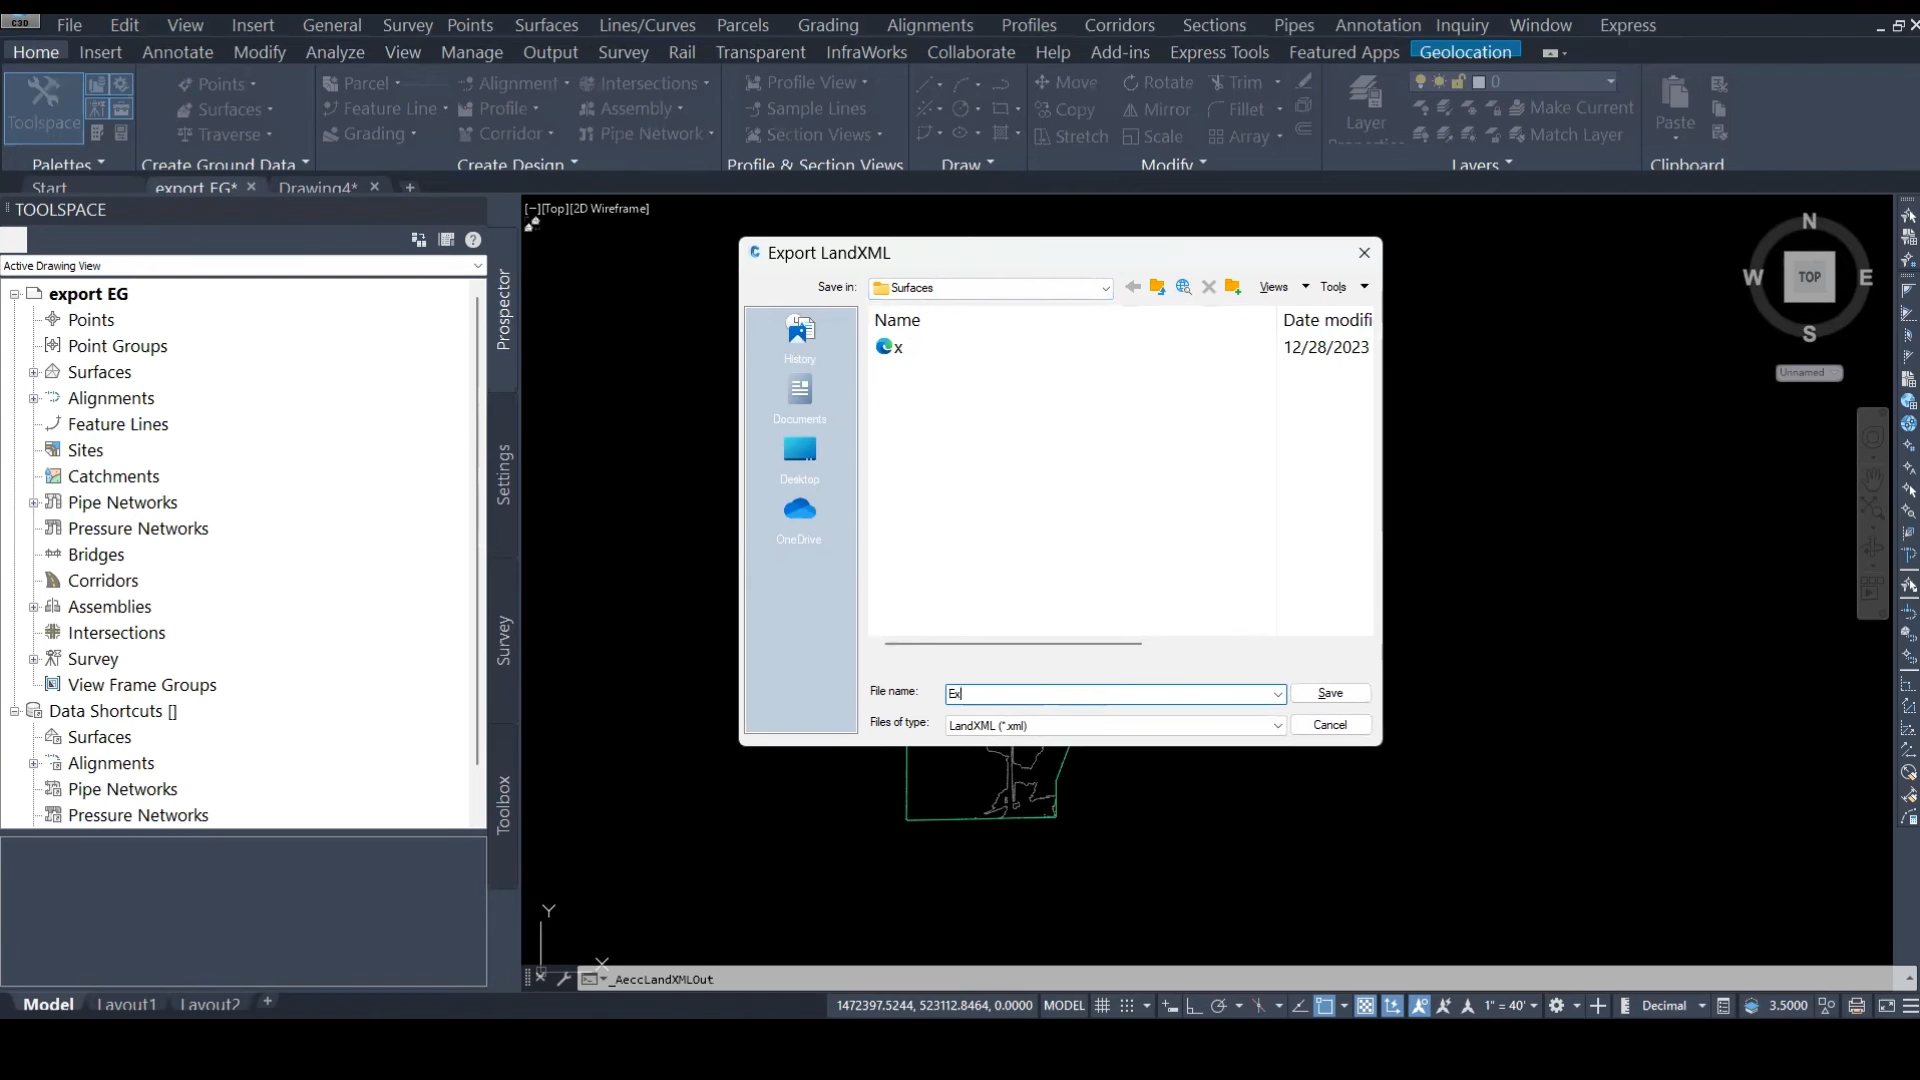 C3D
File Edit View Insert General Survey Points Surfaces Lines/Curves Parcels Grading Alignments Profiles Corridors Sections Pipes Annotation Inquiry Window Express
Home Insert Annotate Modify Analyze View Manage Output Survey Rail Transparent InfraWorks Collaborate Help Add-ins Express Tools Featured Apps Geolocation
Points Parcel Alignment Intersections Profile View Move Rotate Trim 0
Toolspace Surfaces Feature Line Profile Assembly Sample Lines Copy Mirror Fillet Layer Make Current Paste
Traverse Grading Corridor Pipe Network Section Views Stretch Scale Array Properties Match Layer
Palettes Create Ground Data Create Design Profile & Section Views Draw Modify Layers Clipboard
Start export EG* Drawing4*
TOOLSPACE
Active Drawing View
export EG
Points
Point Groups
Surfaces
Alignments
Feature Lines
Sites
Catchments
Pipe Networks
Pressure Networks
Bridges
Corridors
Assemblies
Intersections
Survey
View Frame Groups
Data Shortcuts []
Surfaces
Alignments
Pipe Networks
Pressure Networks
Prospector
Settings
Survey
Toolbox
[−][Top][2D Wireframe]
Export LandXML
Save in: Surfaces Views Tools
History
Documents
Desktop
OneDrive
Name Date modifi
x 12/28/2023
File name: Ex Save
Files of type: LandXML (*.xml) Cancel
N
W TOP E
S
Unnamed
Y
X
_AeccLandXMLOut
Model Layout1 Layout2 +
1472397.5244, 523112.8464, 0.0000 MODEL 1" = 40' Decimal 3.5000